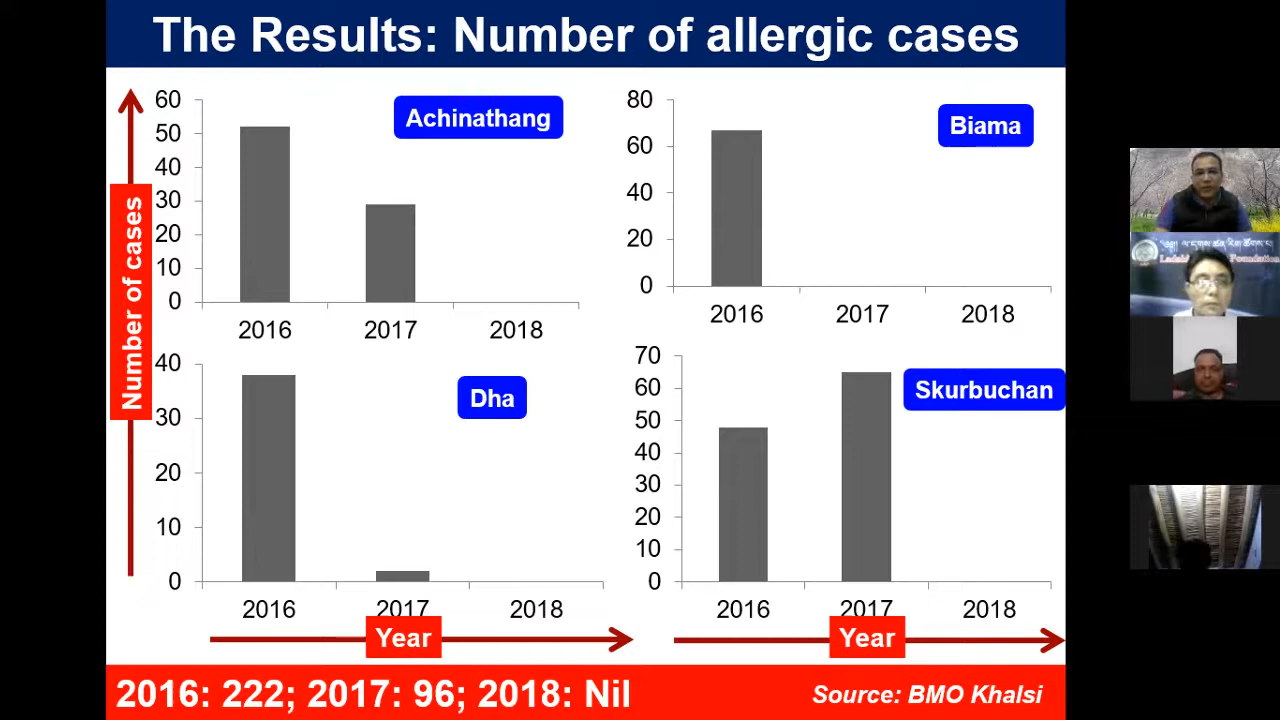 The Results: Number of allergic cases
Number of cases
Achinathang
60
50
40
30
20
10
0
2016 2017 2018
Biama
80
60
40
20
0
2016 2017 2018
Dha
40
30
20
10
0
2016 2017 2018
Year
Skurbuchan
70
60
50
40
30
20
10
0
2016 2017 2018
Year
2016: 222; 2017: 96; 2018: Nil
Source: BMO Khalsi
Foundation